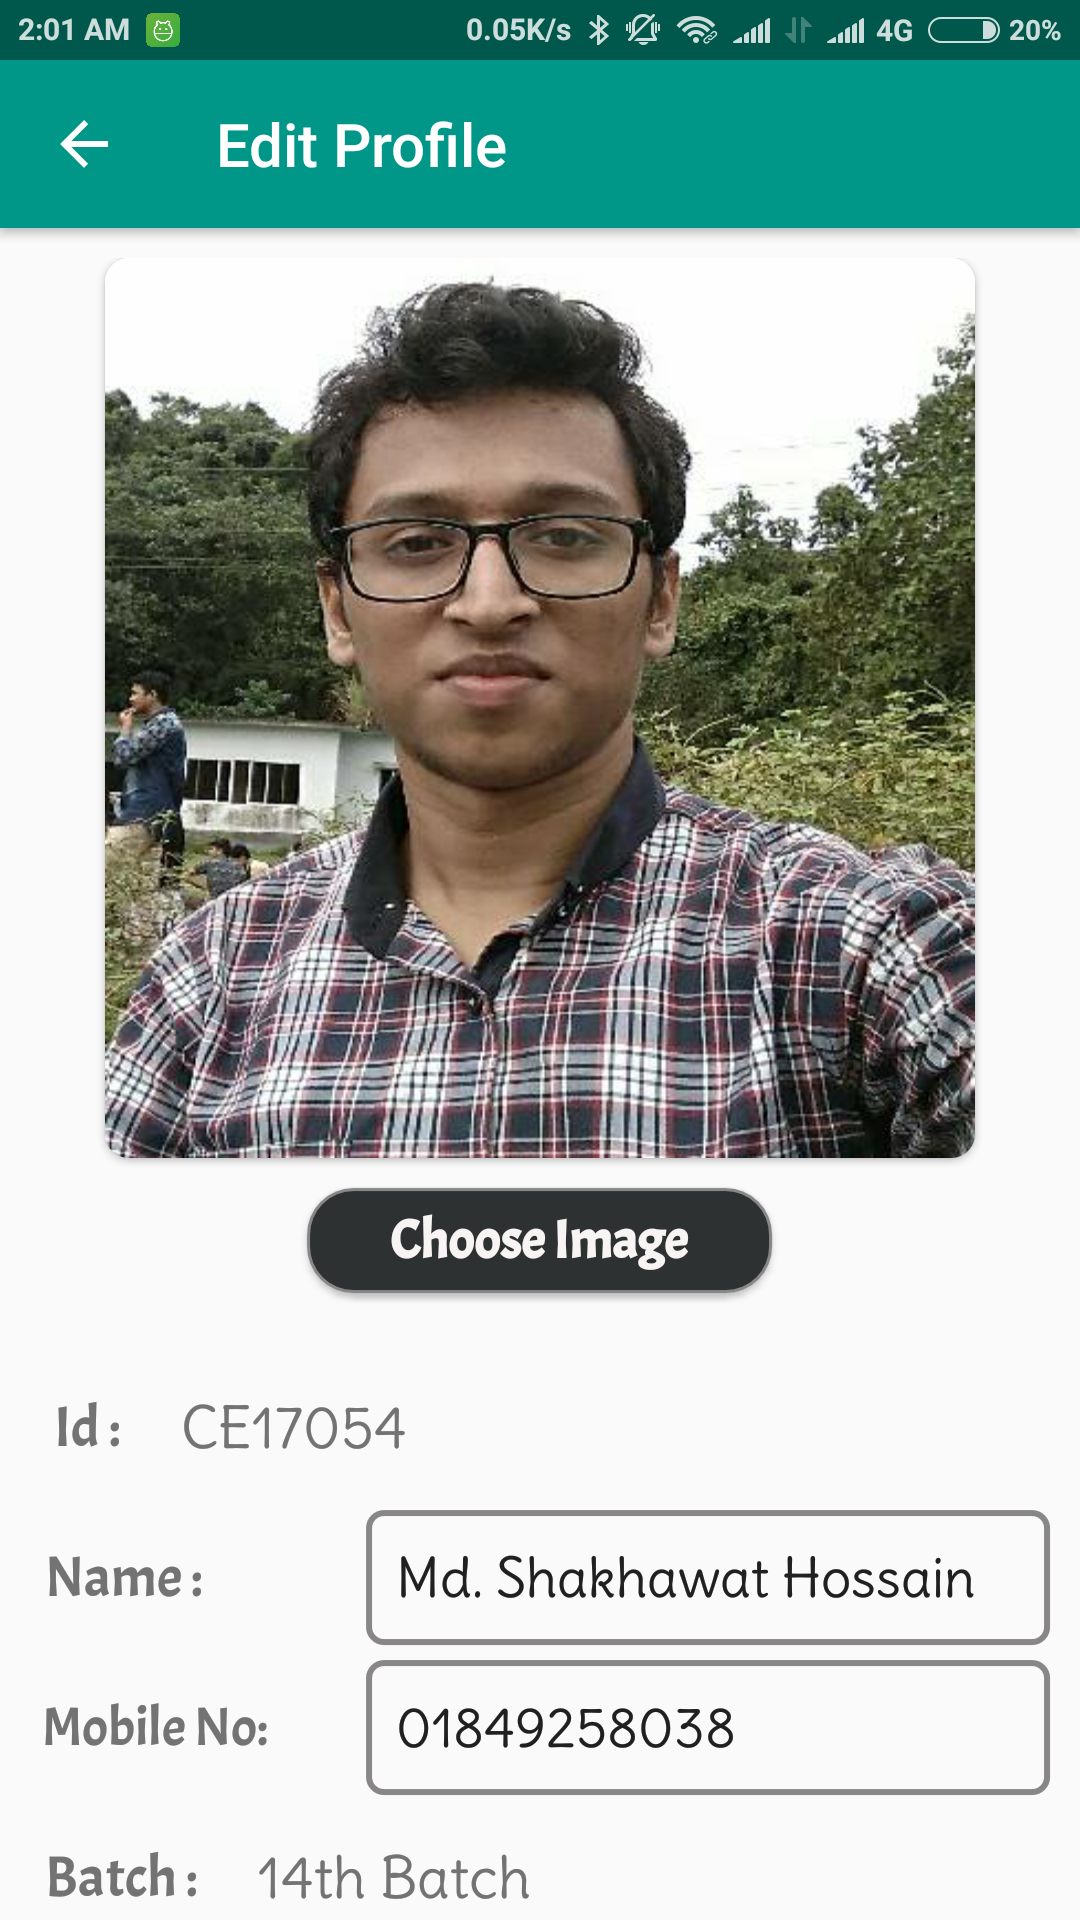 2:01 AM 0.05K/s 4G 20%
Edit Profile
Choose Image
Id : CE17054
Name : Md. Shakhawat Hossain
Mobile No: 01849258038
Batch : 14th Batch